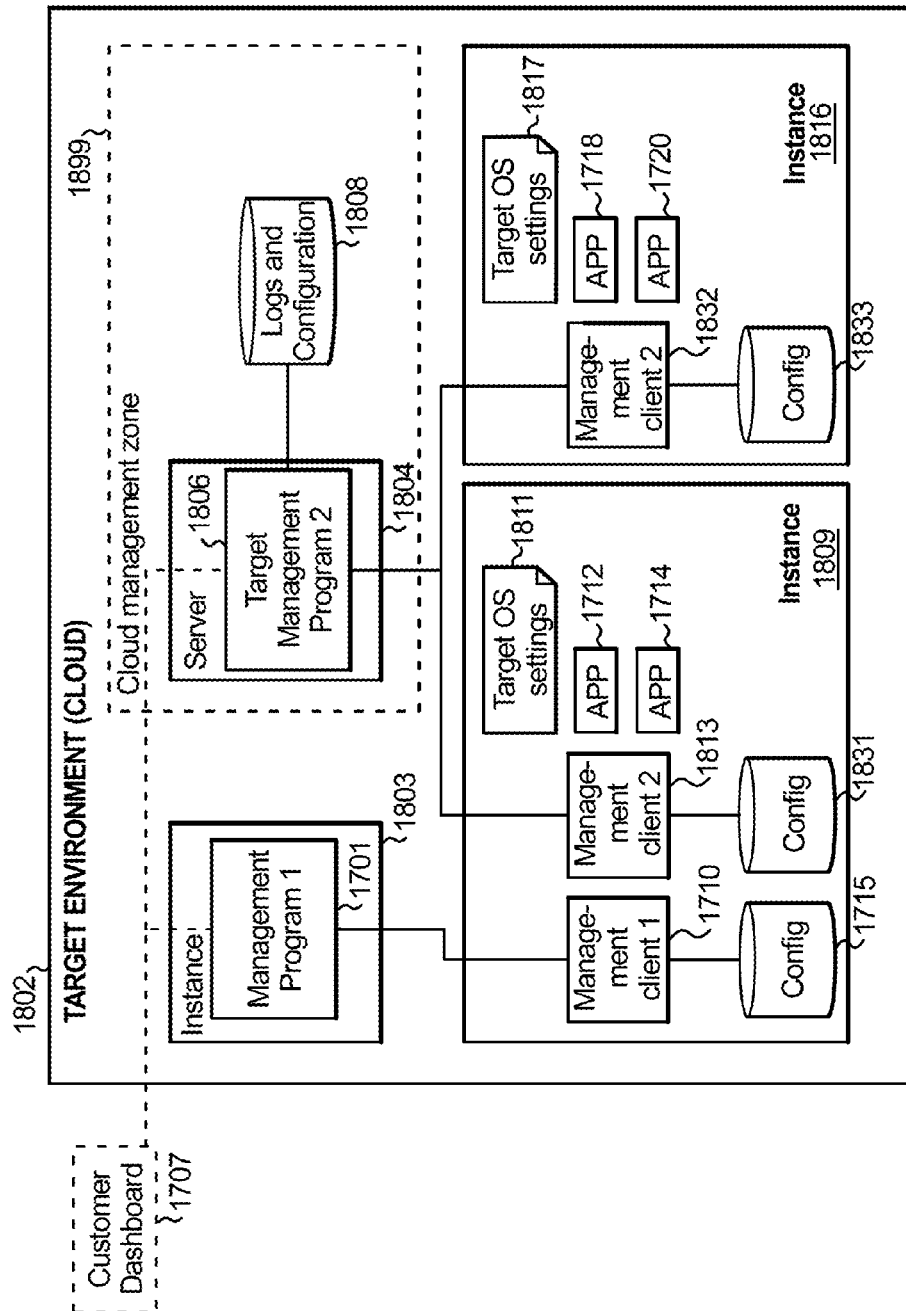 1802
TARGET ENVIRONMENT (CLOUD)
1899
Cloud management zone
Customer
Dashboard
1707
Instance
Management
Program 1
1701
1803
Server
1806
Target
Management
Program 2
1804
Logs and
Configuration
1808
Manage-
ment
client 1
1710
Config
1715
Manage-
ment
client 2
1813
Config
1831
Target OS
settings
1811
APP
1712
APP
1714
Instance
1809
Manage-
ment
client 2
1832
Config
1833
Target OS
settings
1817
APP
1718
APP
1720
Instance
1816